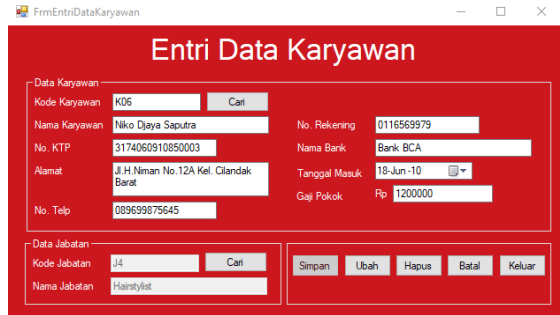 FrmEntriDataKaryawan
Entri Data Karyawan
Data Karyawan
Kode Karyawan K06 Cari
Nama Karyawan Niko Djaya Saputra
No. KTP 3174060910850003
Alamat Jl.H.Niman No.12A Kel. Cilandak
Barat
No. Telp 089699875645
No. Rekening 0116569979
Nama Bank Bank BCA
Tanggal Masuk 18-Jun -10
Gaji Pokok Rp 1200000
Data Jabatan
Kode Jabatan J4 Cari
Nama Jabatan Hairstylist
Simpan Ubah Hapus Batal Keluar